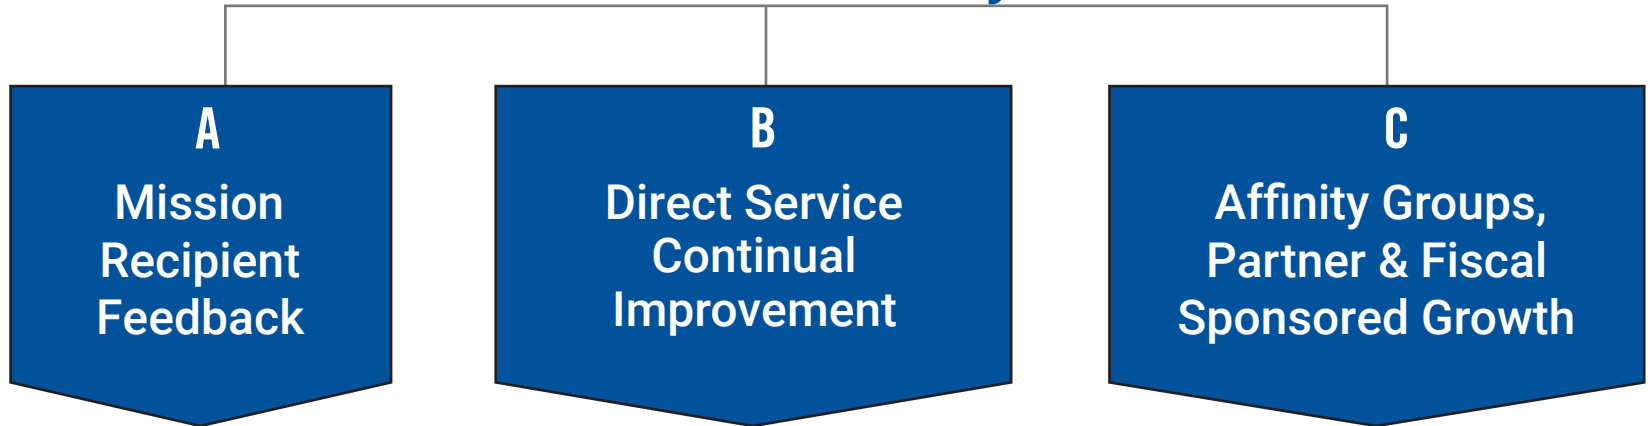 A
Mission
Recipient
Feedback
B
Direct Service
Continual
Improvement
C
Affinity Groups,
Partner & Fiscal
Sponsored Growth